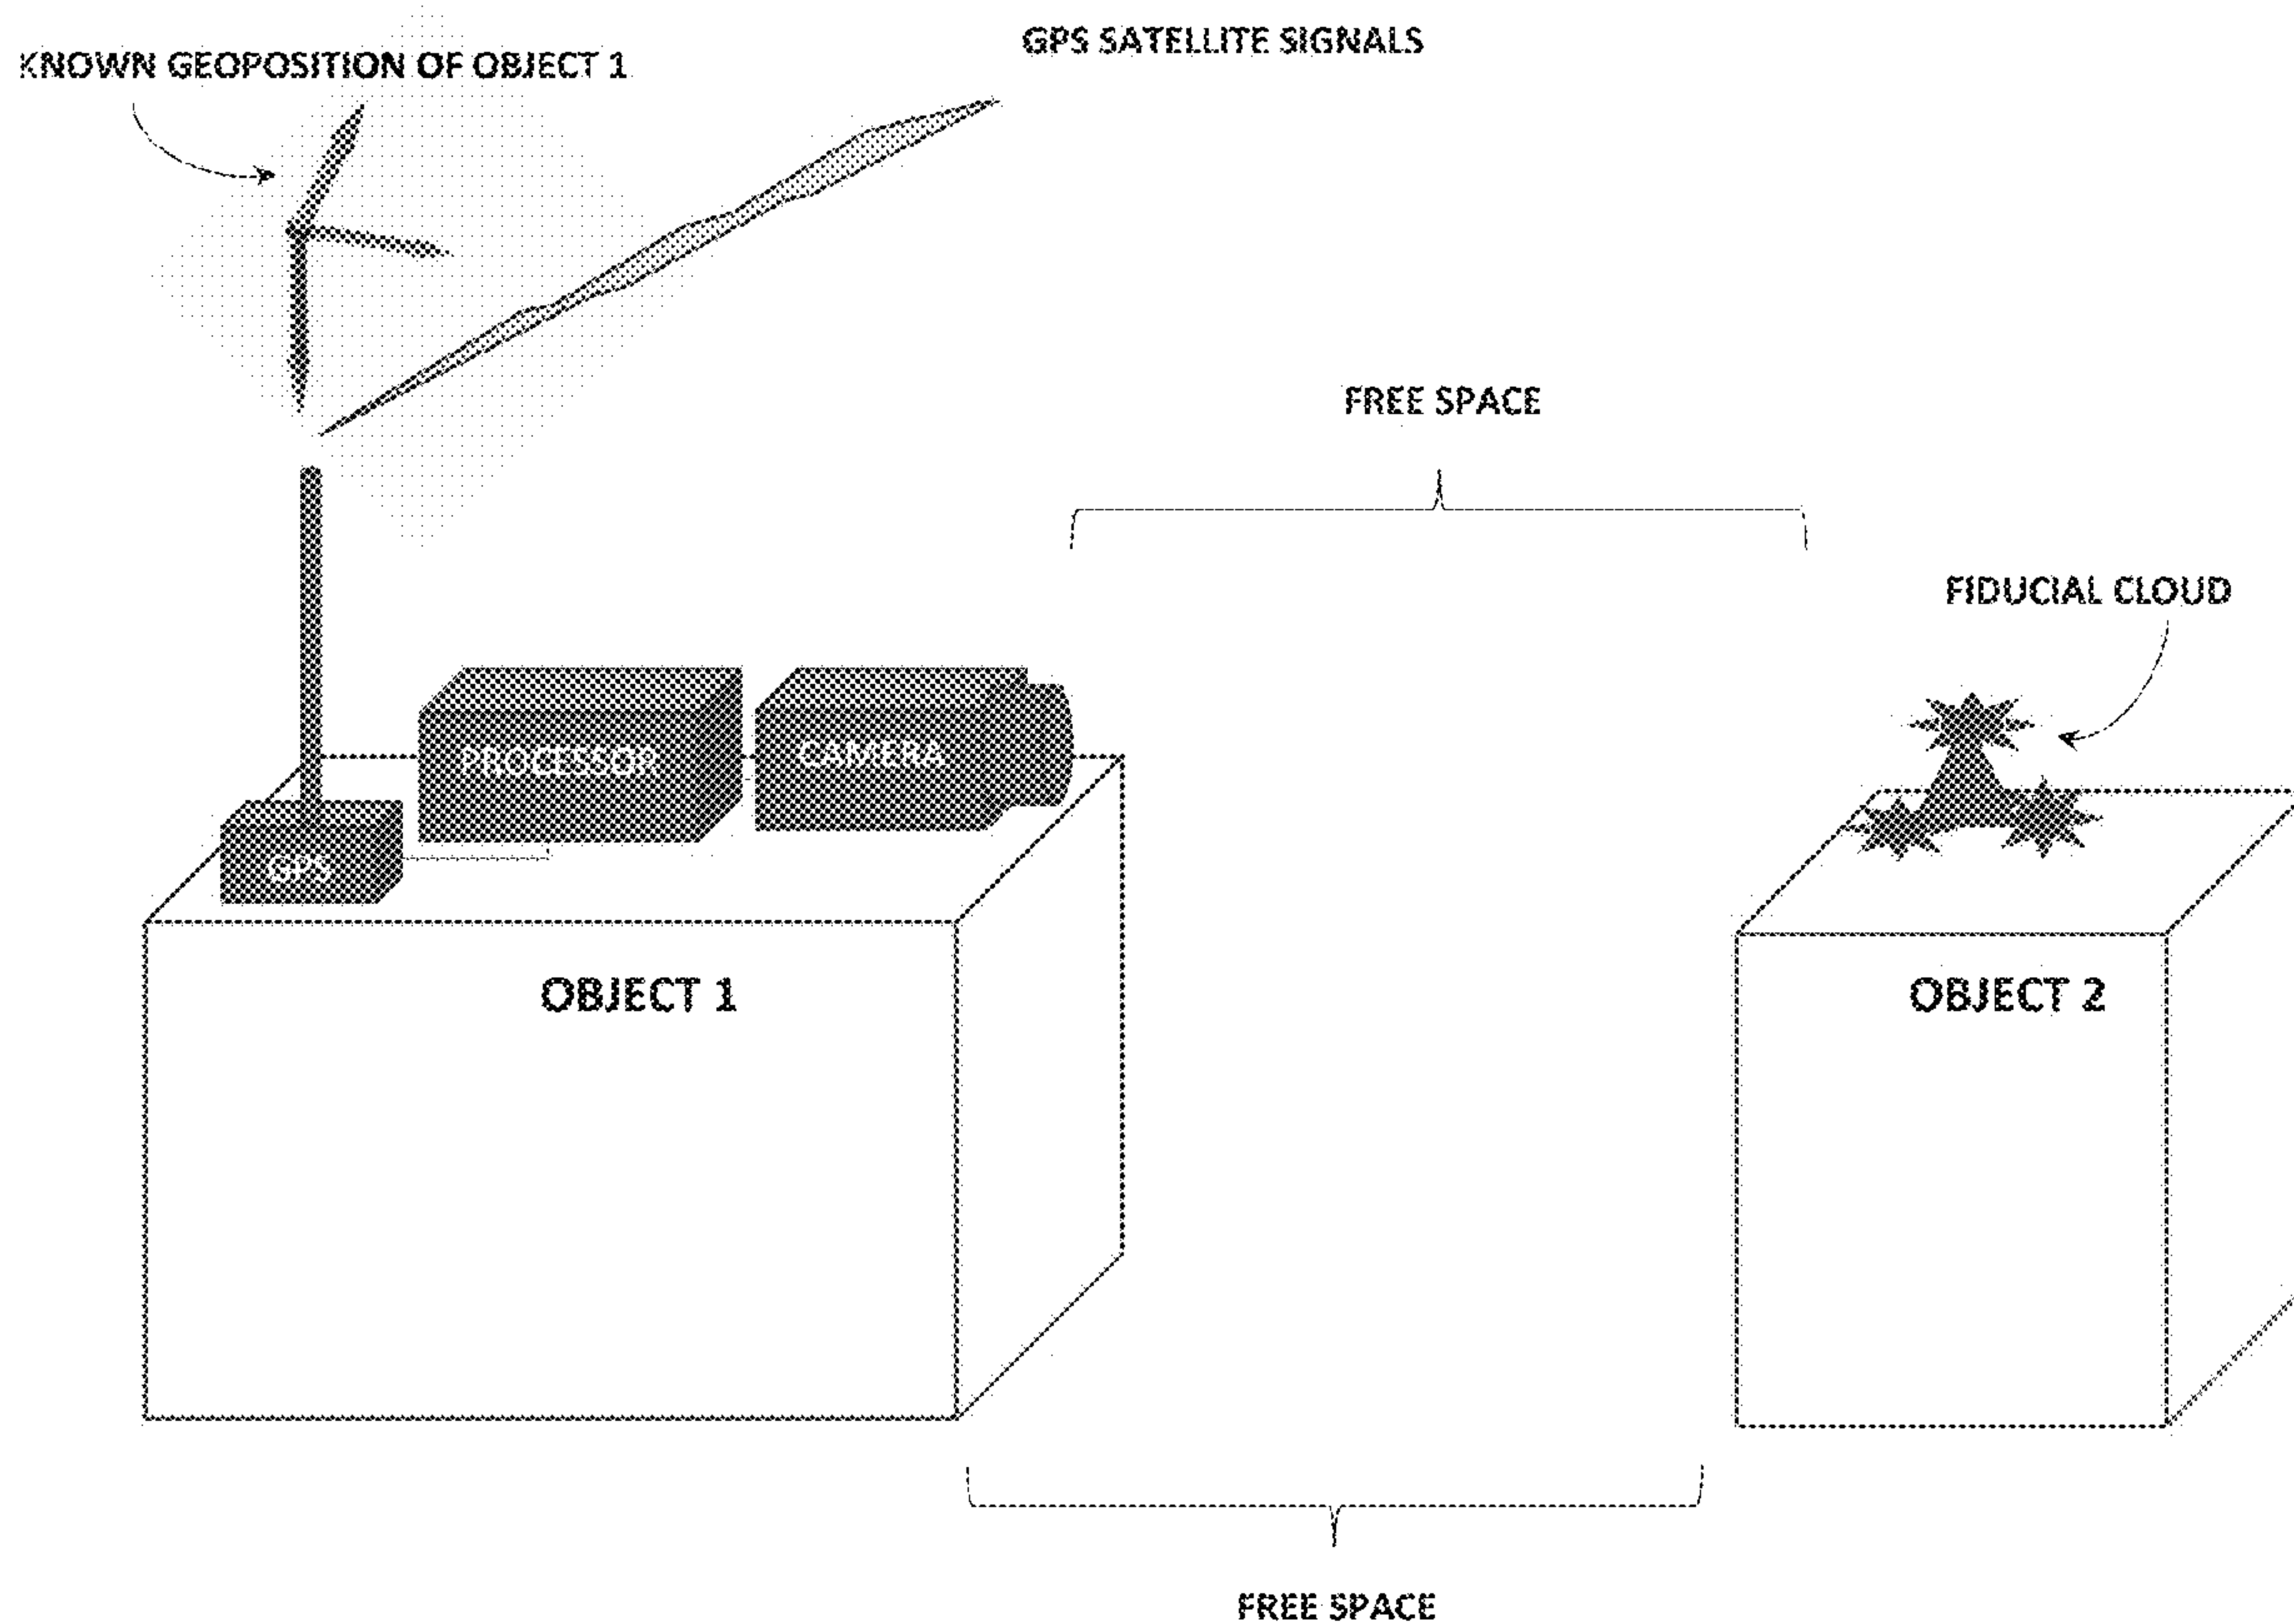 GPS SATELLITE SIGNALS
KNOWN GEOPOSITION OF OBJECT 1
FREE SPACE
FIDUCIAL CLOUD
PROCESSOR
CAMERA
GPS
OBJECT 1
OBJECT 2
FREE SPACE